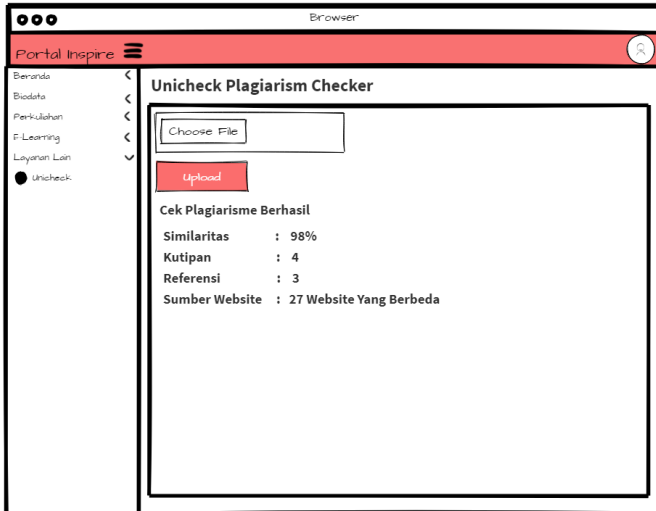 Browser
Portal Inspire
Beranda
Biodata
Perkuliahan
E-Learning
Layanan Lain
Unicheck
Unicheck Plagiarism Checker
Choose File
Upload
Cek Plagiarisme Berhasil
Similaritas : 98%
Kutipan : 4
Referensi : 3
Sumber Website : 27 Website Yang Berbeda